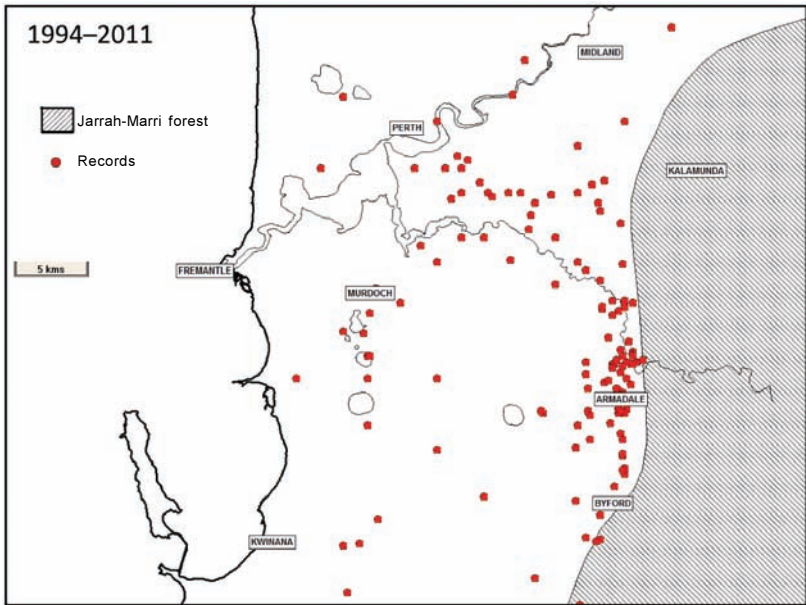 1994–2011
MIDLAND
Jarrah-Marri forest
PERTH
Records
KALAMUNDA
5 kms
FREMANTLE
MURDOCH
ARMADALE
BYFORD
KWINANA